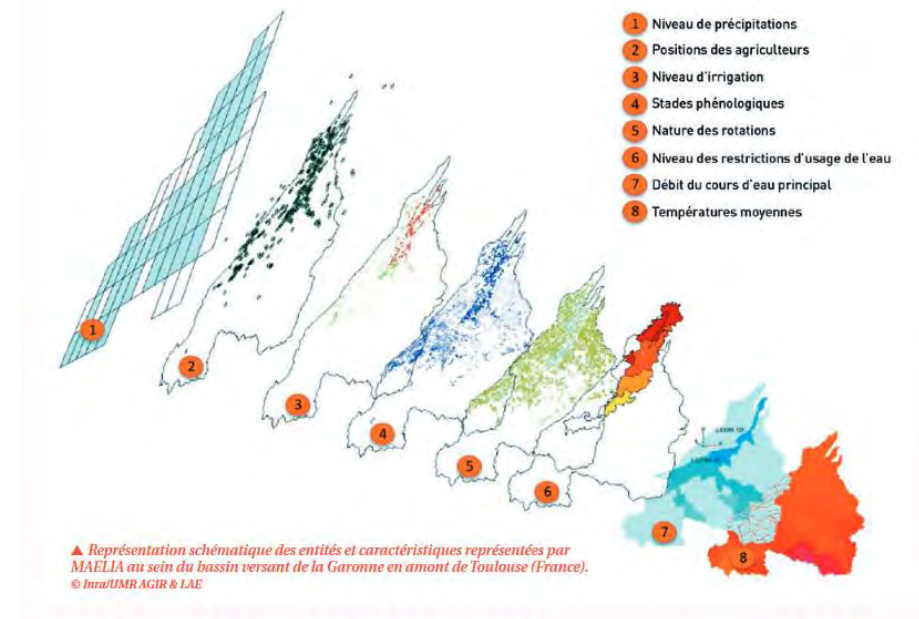 1 Niveau de précipitations
2 Positions des agriculteurs
3 Niveau d'irrigation
4 Stades phénologiques
5 Nature des rotations
6 Niveau des restrictions d'usage de l'eau
7 Débit du cours d'eau principal
8 Températures moyennes
1
2
3
4
5
6
7
8
▲ Représentation schématique des entités et caractéristiques représentées par
MAELIA au sein du bassin versant de la Garonne en amont de Toulouse (France).
© Inra/UMR AGIR & LAE